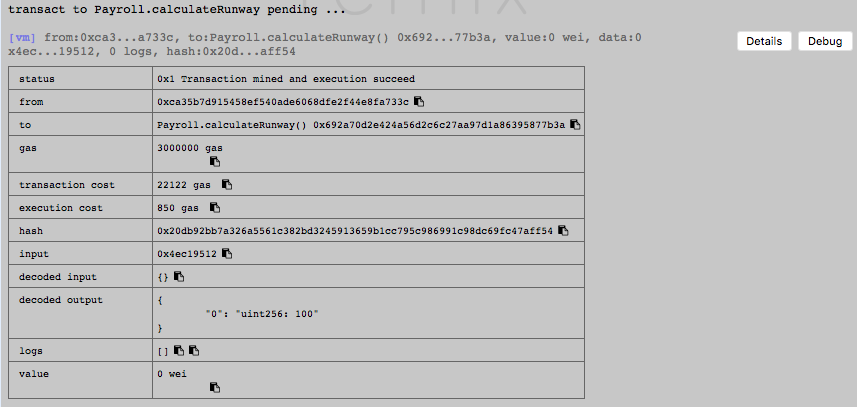 transact to Payroll.calculateRunway pending ...
remix
[vm] from:0xca3...a733c, to:Payroll.calculateRunway() 0x692...77b3a, value:0 wei, data:0
x4ec...19512, 0 logs, hash:0x20d...aff54
Details Debug
status 0x1 Transaction mined and execution succeed
from 0xca35b7d915458ef540ade6068dfe2f44e8fa733c
to Payroll.calculateRunway() 0x692a70d2e424a56d2c6c27aa97d1a86395877b3a
gas 3000000 gas
transaction cost 22122 gas
execution cost 850 gas
hash 0x20db92bb7a326a5561c382bd3245913659b1cc795c986991c98dc69fc47aff54
input 0x4ec19512
decoded input {}
decoded output {
"0": "uint256: 100"
}
logs []
value 0 wei